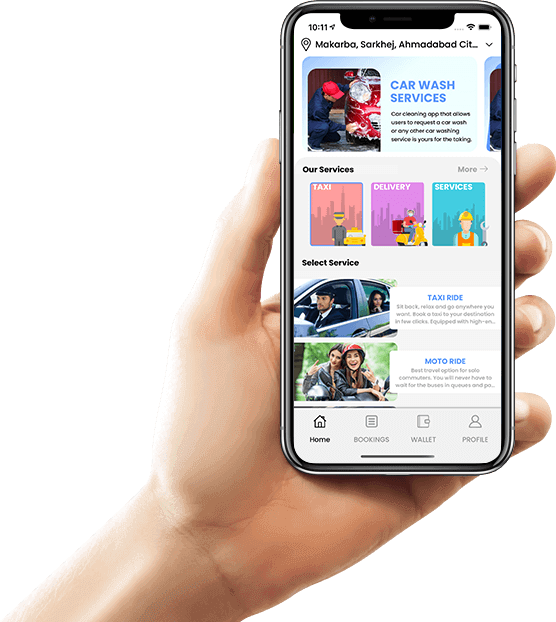 10:11
Makarba, Sarkhej, Ahmadabad Cit...
CAR WASH
SERVICES
Car cleaning app that allows
users to request a car wash
or any other car washing
service is yours for the taking.
Our Services
More
TAXI
DELIVERY
SERVICES
Select Service
TAXI RIDE
Sit back, relax and go anywhere you
want. Book a taxi to your destination
in few clicks. Equipped with high-en...
MOTO RIDE
Best travel option for solo
commuters. You will never have to
wait for the buses in queues and pa...
Home
BOOKINGS
WALLET
PROFILE